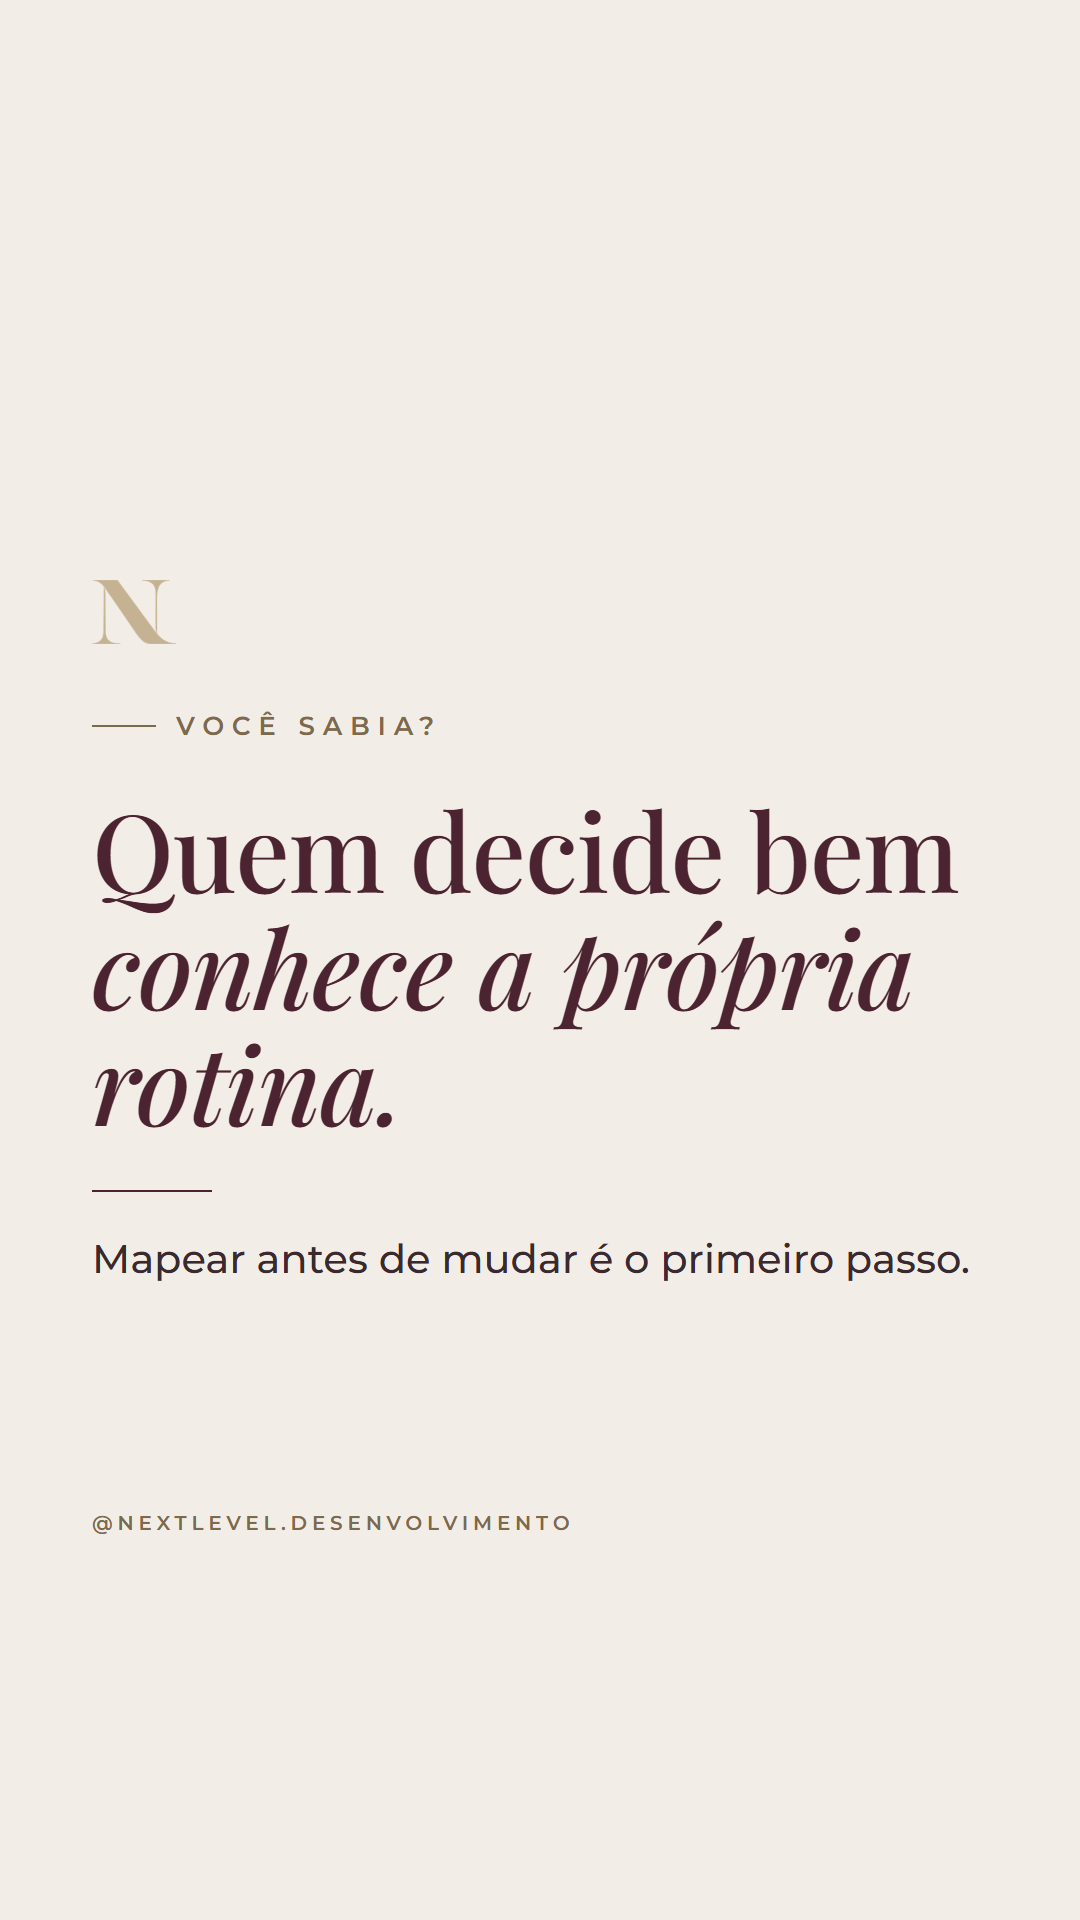 N
VOCÊ SABIA?
Quem decide bem
conhece a própria
rotina.
Mapear antes de mudar é o primeiro passo.
@NEXTLEVEL.DESENVOLVIMENTO